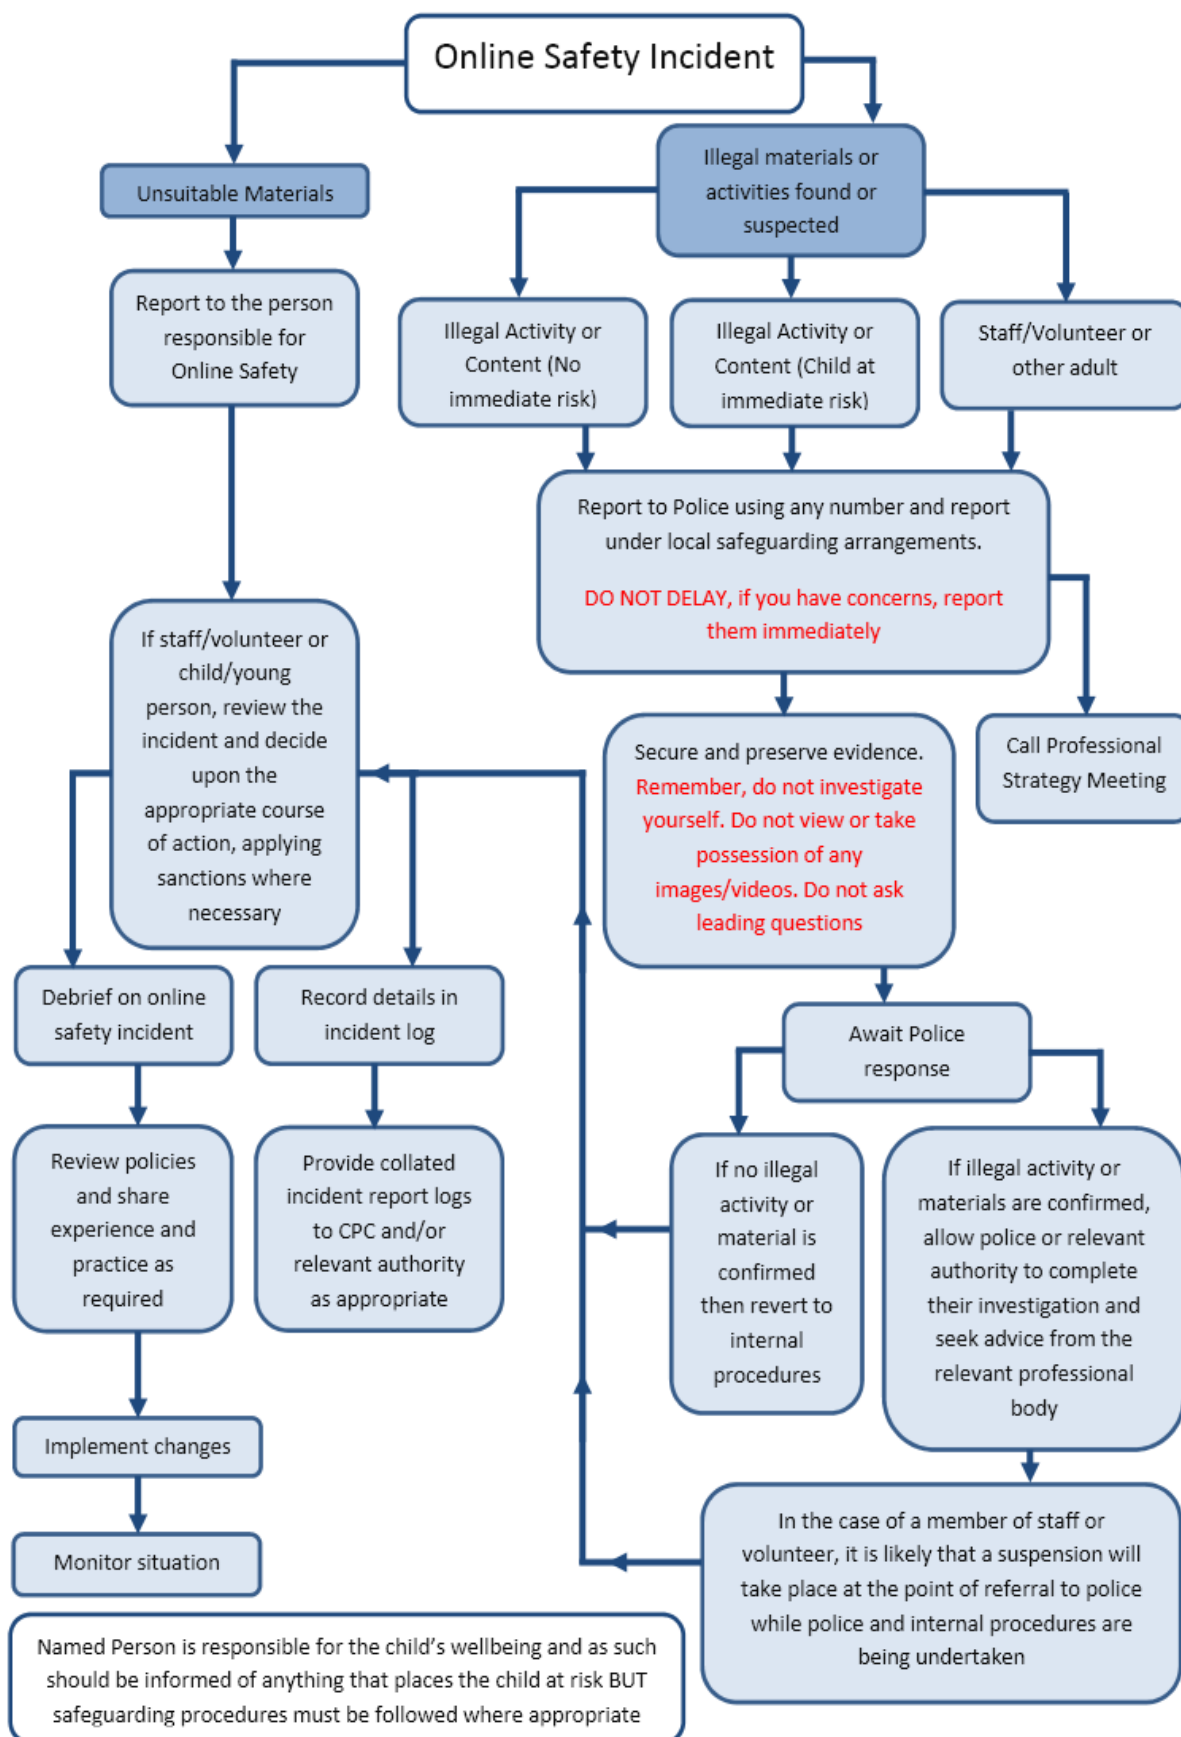 Online Safety Incident
Unsuitable Materials
Illegal materials or
activities found or
suspected
Report to the person
responsible for
Online Safety
Illegal Activity or
Content (No
immediate risk)
Illegal Activity or
Content (Child at
immediate risk)
Staff/Volunteer or
other adult
Report to Police using any number and report
under local safeguarding arrangements.
DO NOT DELAY, if you have concerns, report
them immediately
If staff/volunteer or
child/young
person, review the
incident and decide
upon the
appropriate course
of action, applying
sanctions where
necessary
Secure and preserve evidence.
Remember, do not investigate
yourself. Do not view or take
possession of any
images/videos. Do not ask
leading questions
Call Professional
Strategy Meeting
Debrief on online
safety incident
Record details in
incident log
Await Police
response
Review policies
and share
experience and
practice as
required
Provide collated
incident report logs
to CPC and/or
relevant authority
as appropriate
If no illegal
activity or
material is
confirmed
then revert to
internal
procedures
If illegal activity or
materials are confirmed,
allow police or relevant
authority to complete
their investigation and
seek advice from the
relevant professional
body
Implement changes
Monitor situation
In the case of a member of staff or
volunteer, it is likely that a suspension will
take place at the point of referral to police
while police and internal procedures are
being undertaken
Named Person is responsible for the child's wellbeing and as such
should be informed of anything that places the child at risk BUT
safeguarding procedures must be followed where appropriate